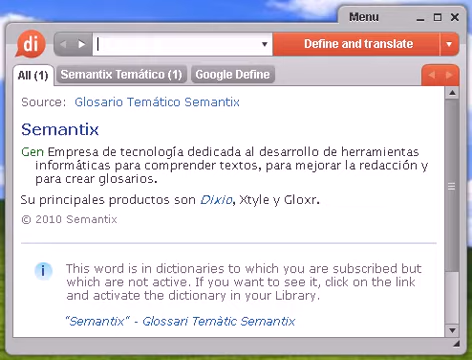 Menu
di
Define and translate
All (1)
Semantix Temático (1)
Google Define
Source: Glosario Temático Semantix
Semantix
Gen Empresa de tecnología dedicada al desarrollo de herramientas
informáticas para comprender textos, para mejorar la redacción y
para crear glosarios.
Su principales productos son Dixio, Xtyle y Gloxr.
© 2010 Semantix
i
This word is in dictionaries to which you are subscribed but
which are not active. If you want to see it, click on the link
and activate the dictionary in your Library.
"Semantix" - Glossari Temàtic Semantix